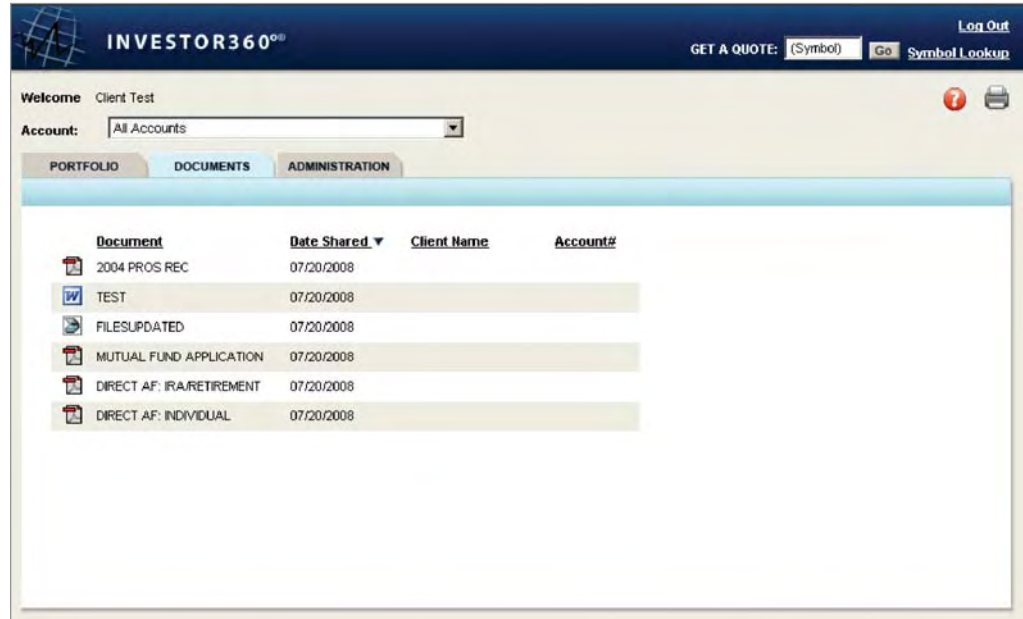 INVESTOR360°®
Log Out
GET A QUOTE: (Symbol) Go Symbol Lookup
Welcome Client Test
Account: All Accounts
PORTFOLIO DOCUMENTS ADMINISTRATION
Document Date Shared Client Name Account#
2004 PROS REC 07/20/2008
TEST 07/20/2008
FILESUPDATED 07/20/2008
MUTUAL FUND APPLICATION 07/20/2008
DIRECT AF: IRA/RETIREMENT 07/20/2008
DIRECT AF: INDIVIDUAL 07/20/2008